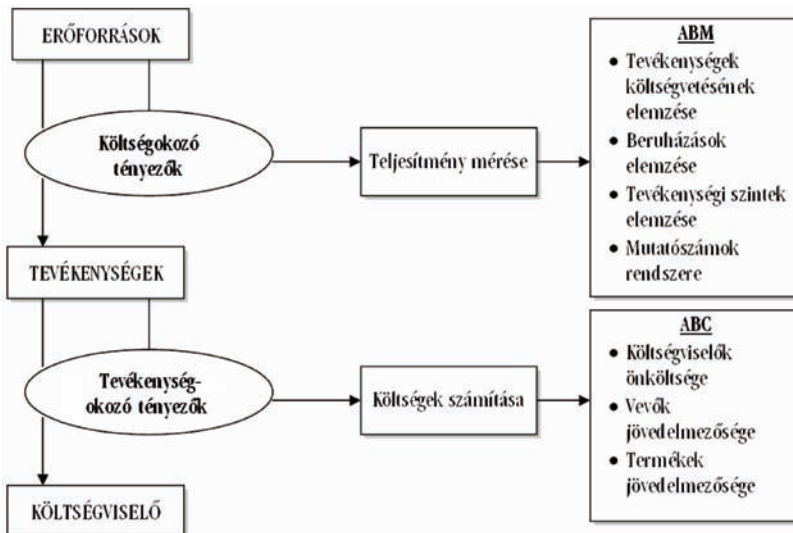 ERŐFORRÁSOK
Költségokozó
tényezők
Teljesítmény mérése
ABM
• Tevékenységek
költségvetésének
elemzése
• Beruházások
elemzése
• Tevékenységi szintek
elemzése
• Mutatószámok
rendszere
TEVÉKENYSÉGEK
Tevékenység-
okozó tényezők
Költségek számítása
ABC
• Költségviselők
önköltsége
• Vevők
jövedelmezősége
• Termékek
jövedelmezősége
KÖLTSÉGVISELŐ